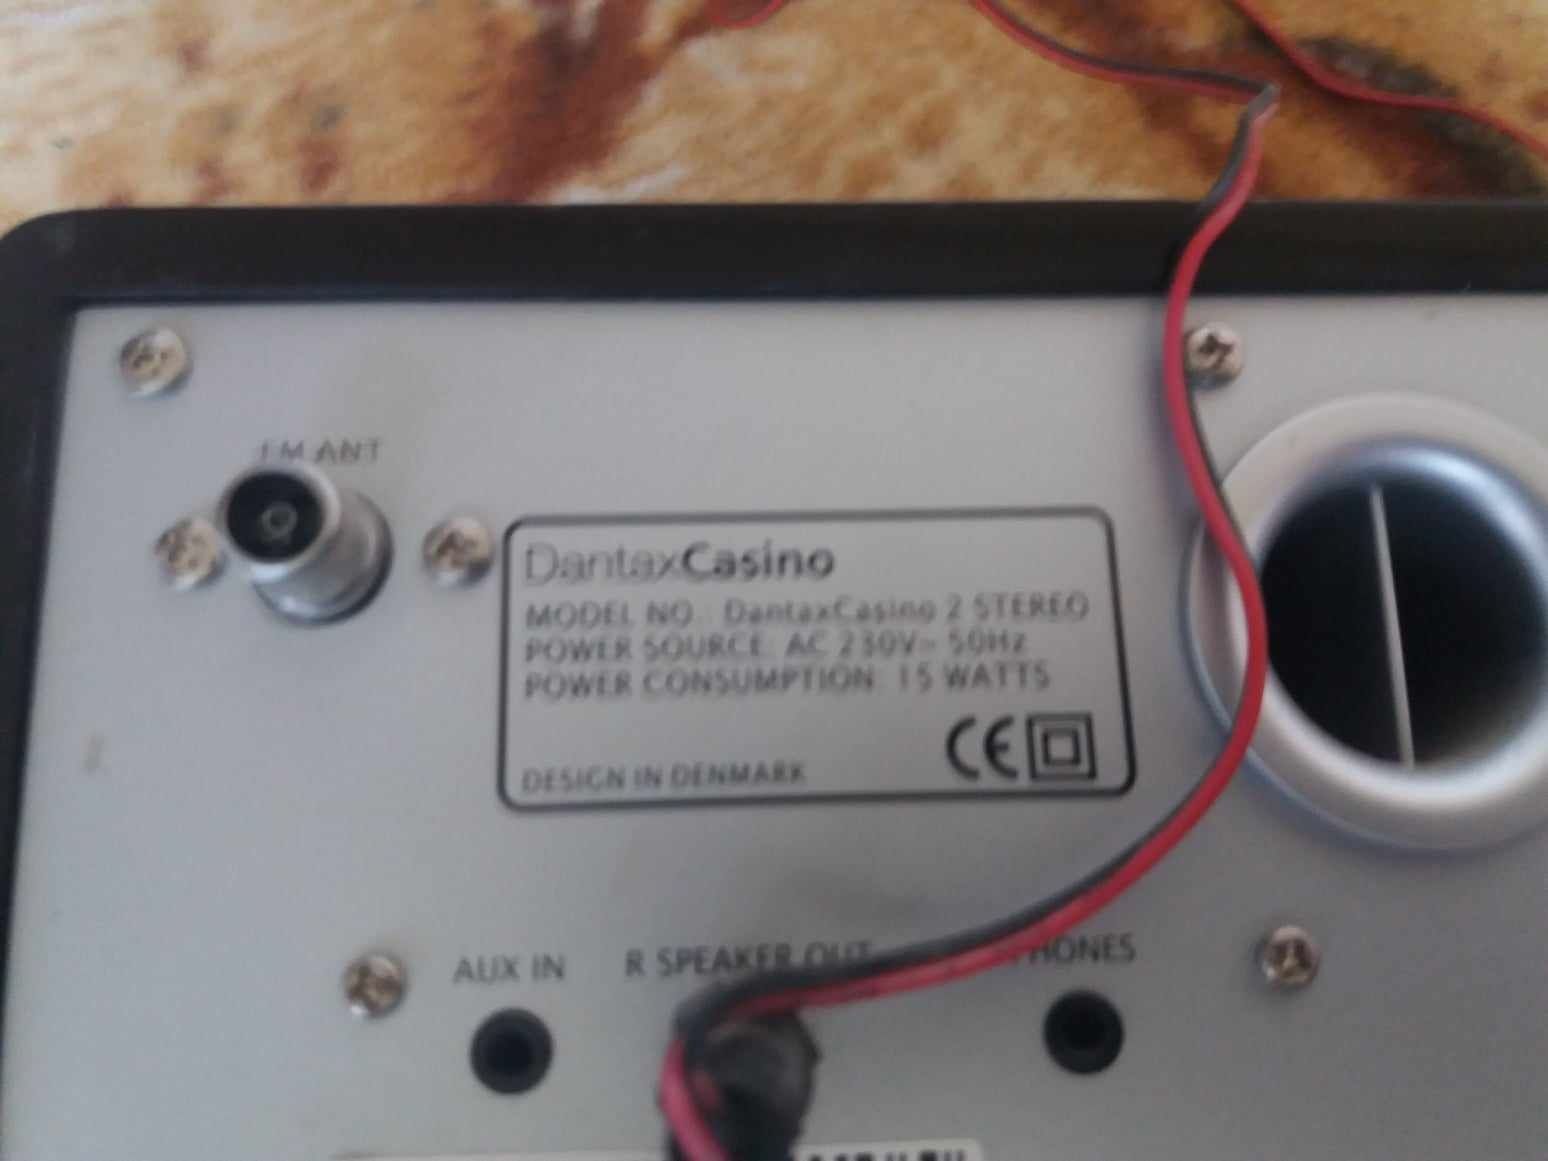 FM ANT
DantaxCasino
MODEL NO.: DantaxCasino 2 STEREO
POWER SOURCE: AC 230V~ 50Hz
POWER CONSUMPTION: 15 WATTS
CE
DESIGN IN DENMARK
AUX IN
R SPEAKER OUT
PHONES